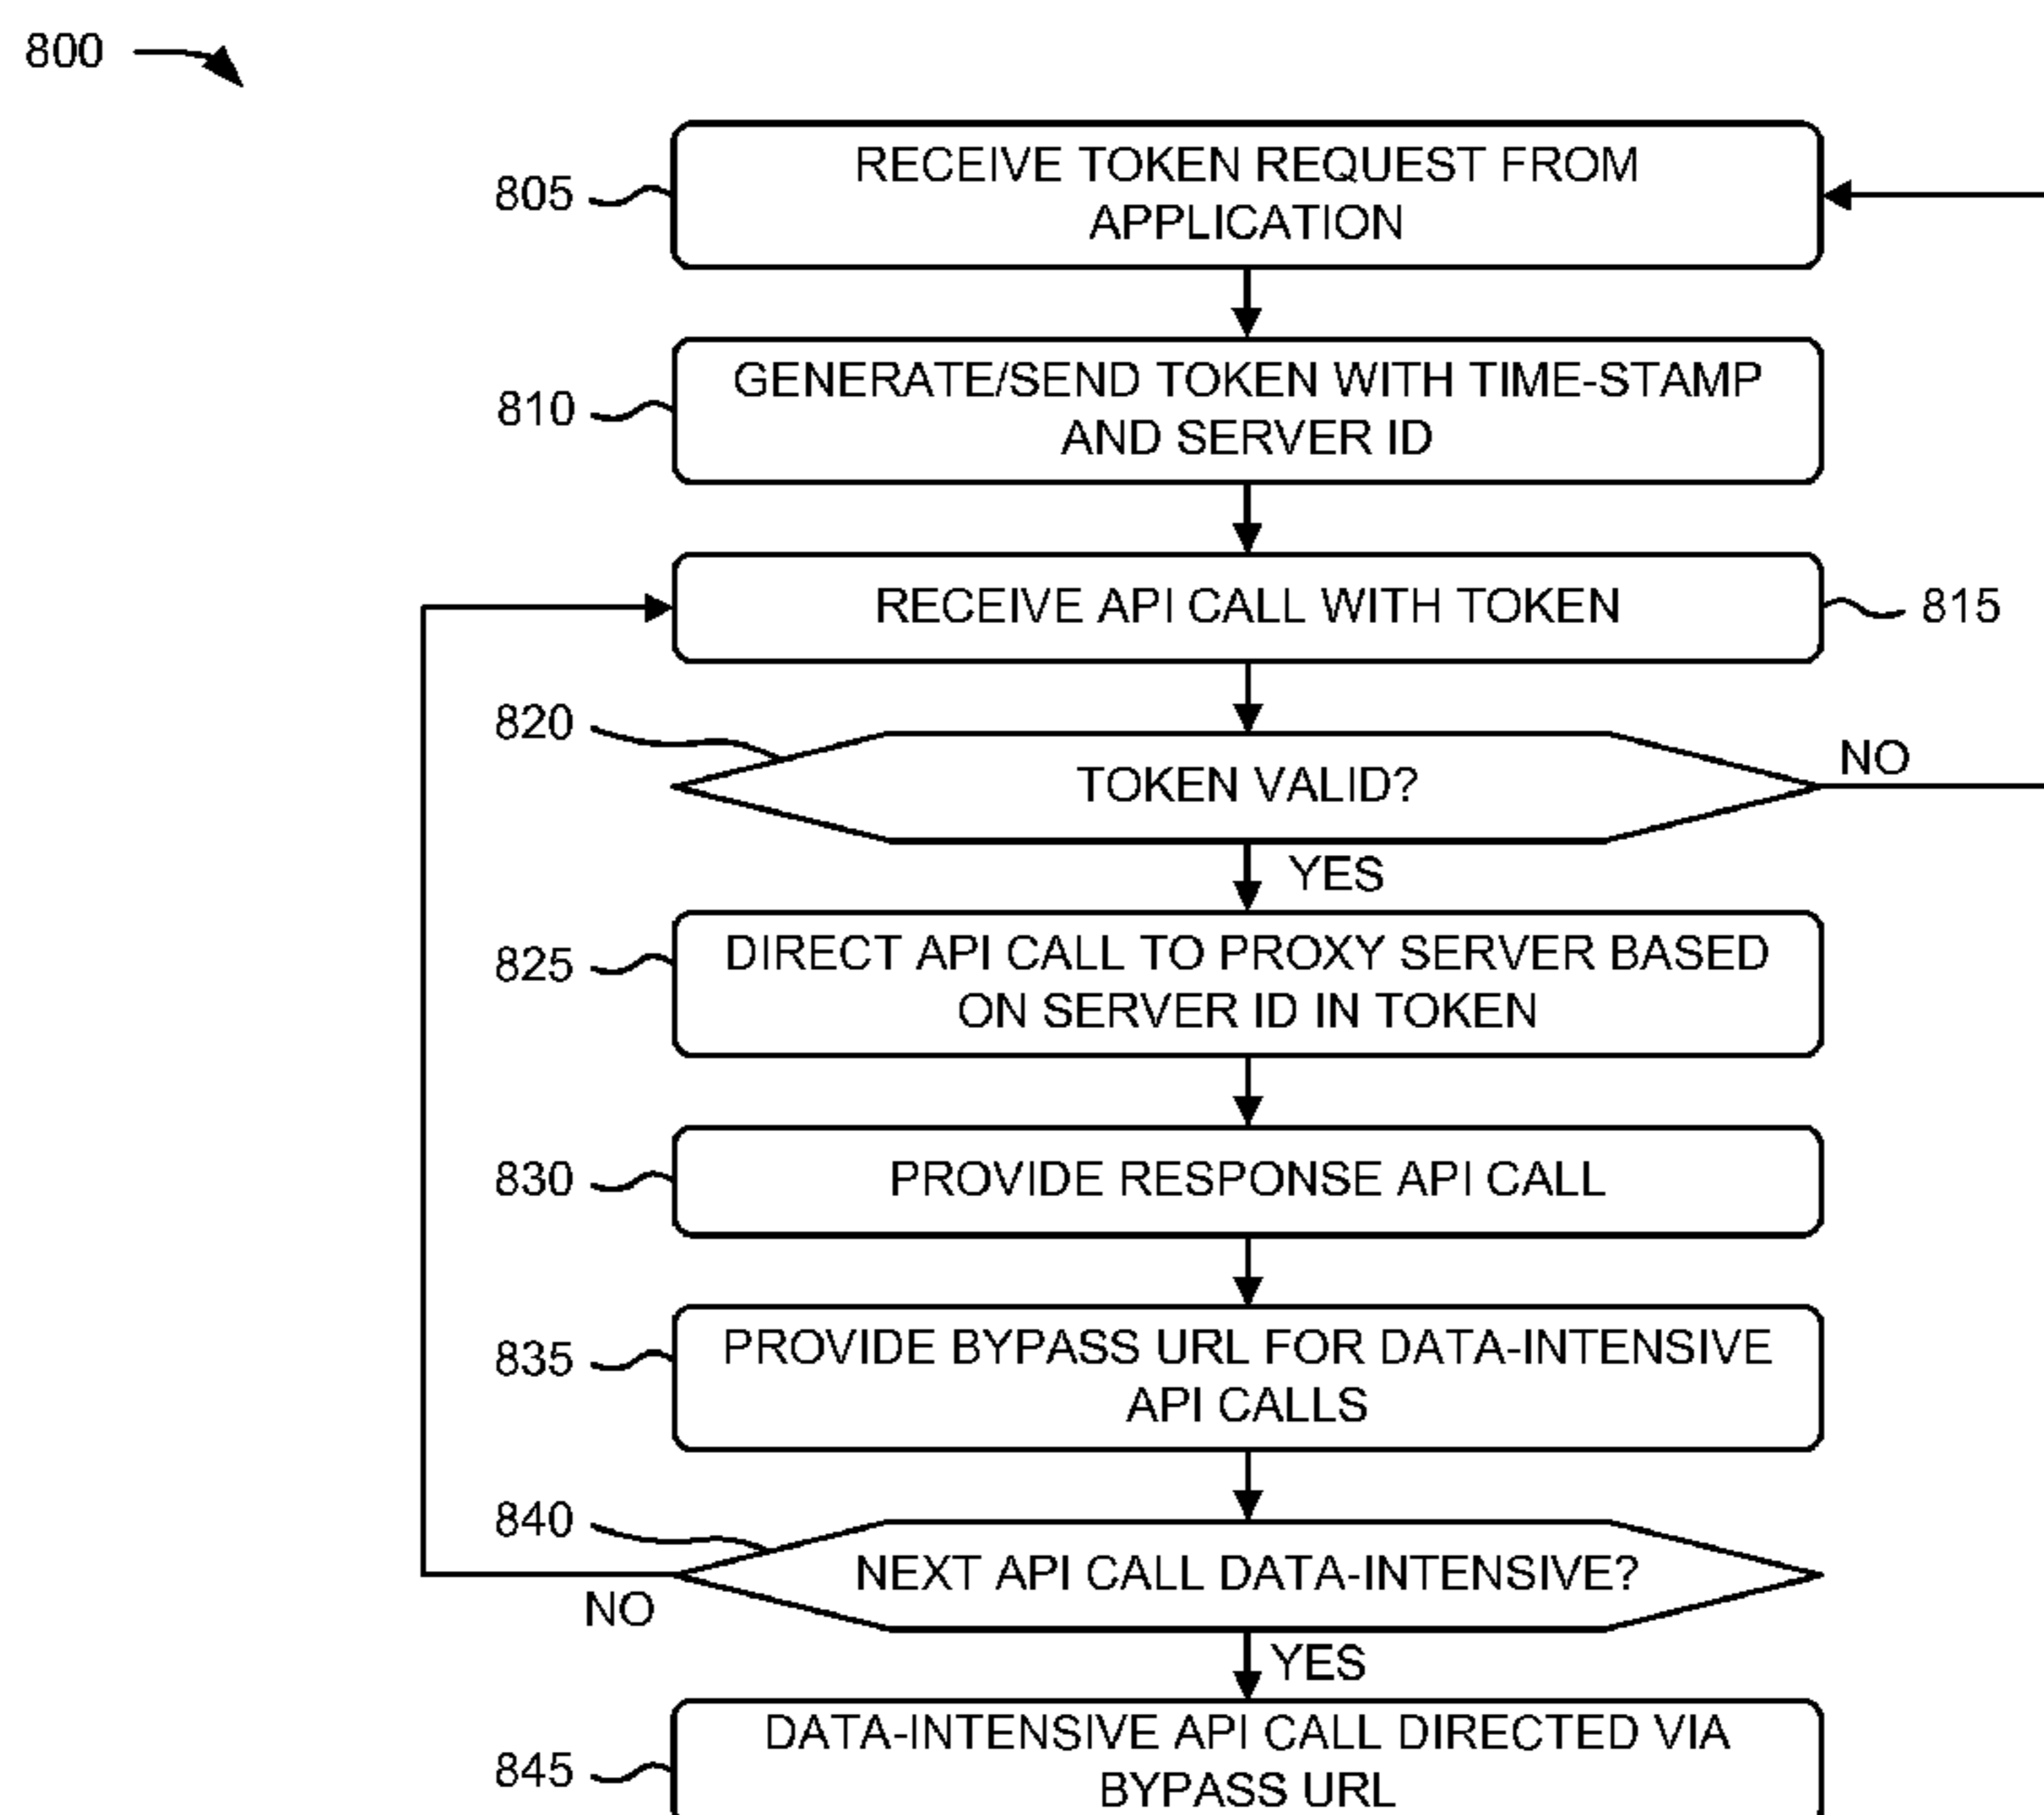 800
805
RECEIVE TOKEN REQUEST FROM
APPLICATION
810
GENERATE/SEND TOKEN WITH TIME-STAMP
AND SERVER ID
RECEIVE API CALL WITH TOKEN
815
820
TOKEN VALID?
NO
YES
825
DIRECT API CALL TO PROXY SERVER BASED
ON SERVER ID IN TOKEN
830
PROVIDE RESPONSE API CALL
835
PROVIDE BYPASS URL FOR DATA-INTENSIVE
API CALLS
840
NEXT API CALL DATA-INTENSIVE?
NO
YES
845
DATA-INTENSIVE API CALL DIRECTED VIA
BYPASS URL